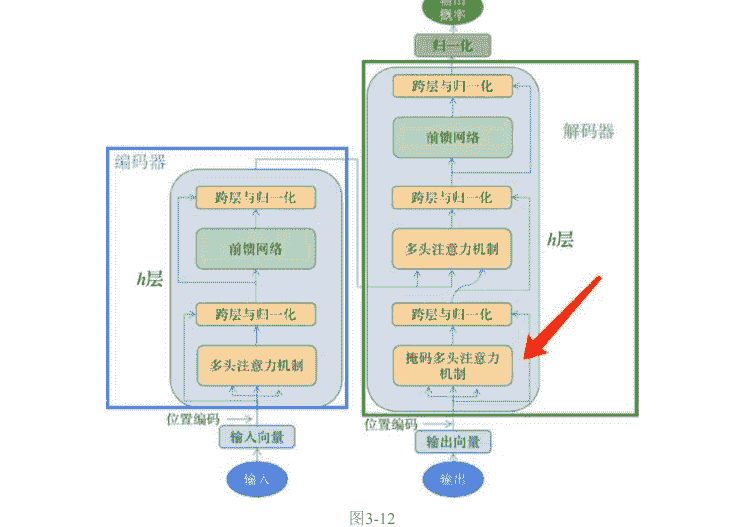 输出
概率
归一化
跨层与归一化
前馈网络
解码器
编码器
跨层与归一化
跨层与归一化
前馈网络
多头注意力机制
h层
h层
跨层与归一化
跨层与归一化
多头注意力机制
掩码多头注意力
机制
位置编码
位置编码
输入向量
输出向量
输入
输出
图3-12